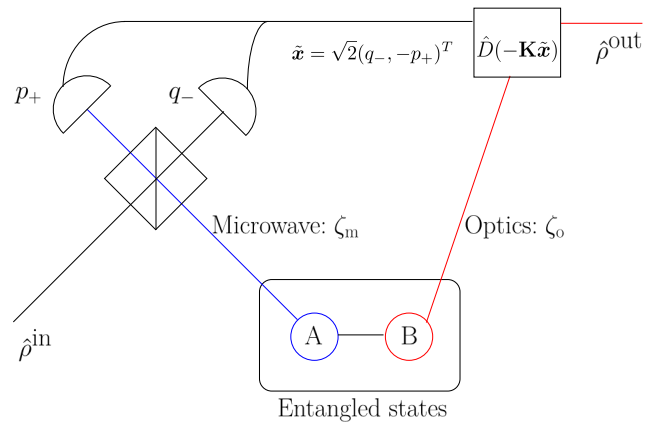 x̃ = √2(q₋, −p₊)ᵀ
D̂(−Kx̃)
ρ̂ᵒᵘᵗ
p₊
q₋
Microwave: ζₘ
Optics: ζₒ
ρ̂ⁱⁿ
A
B
Entangled states